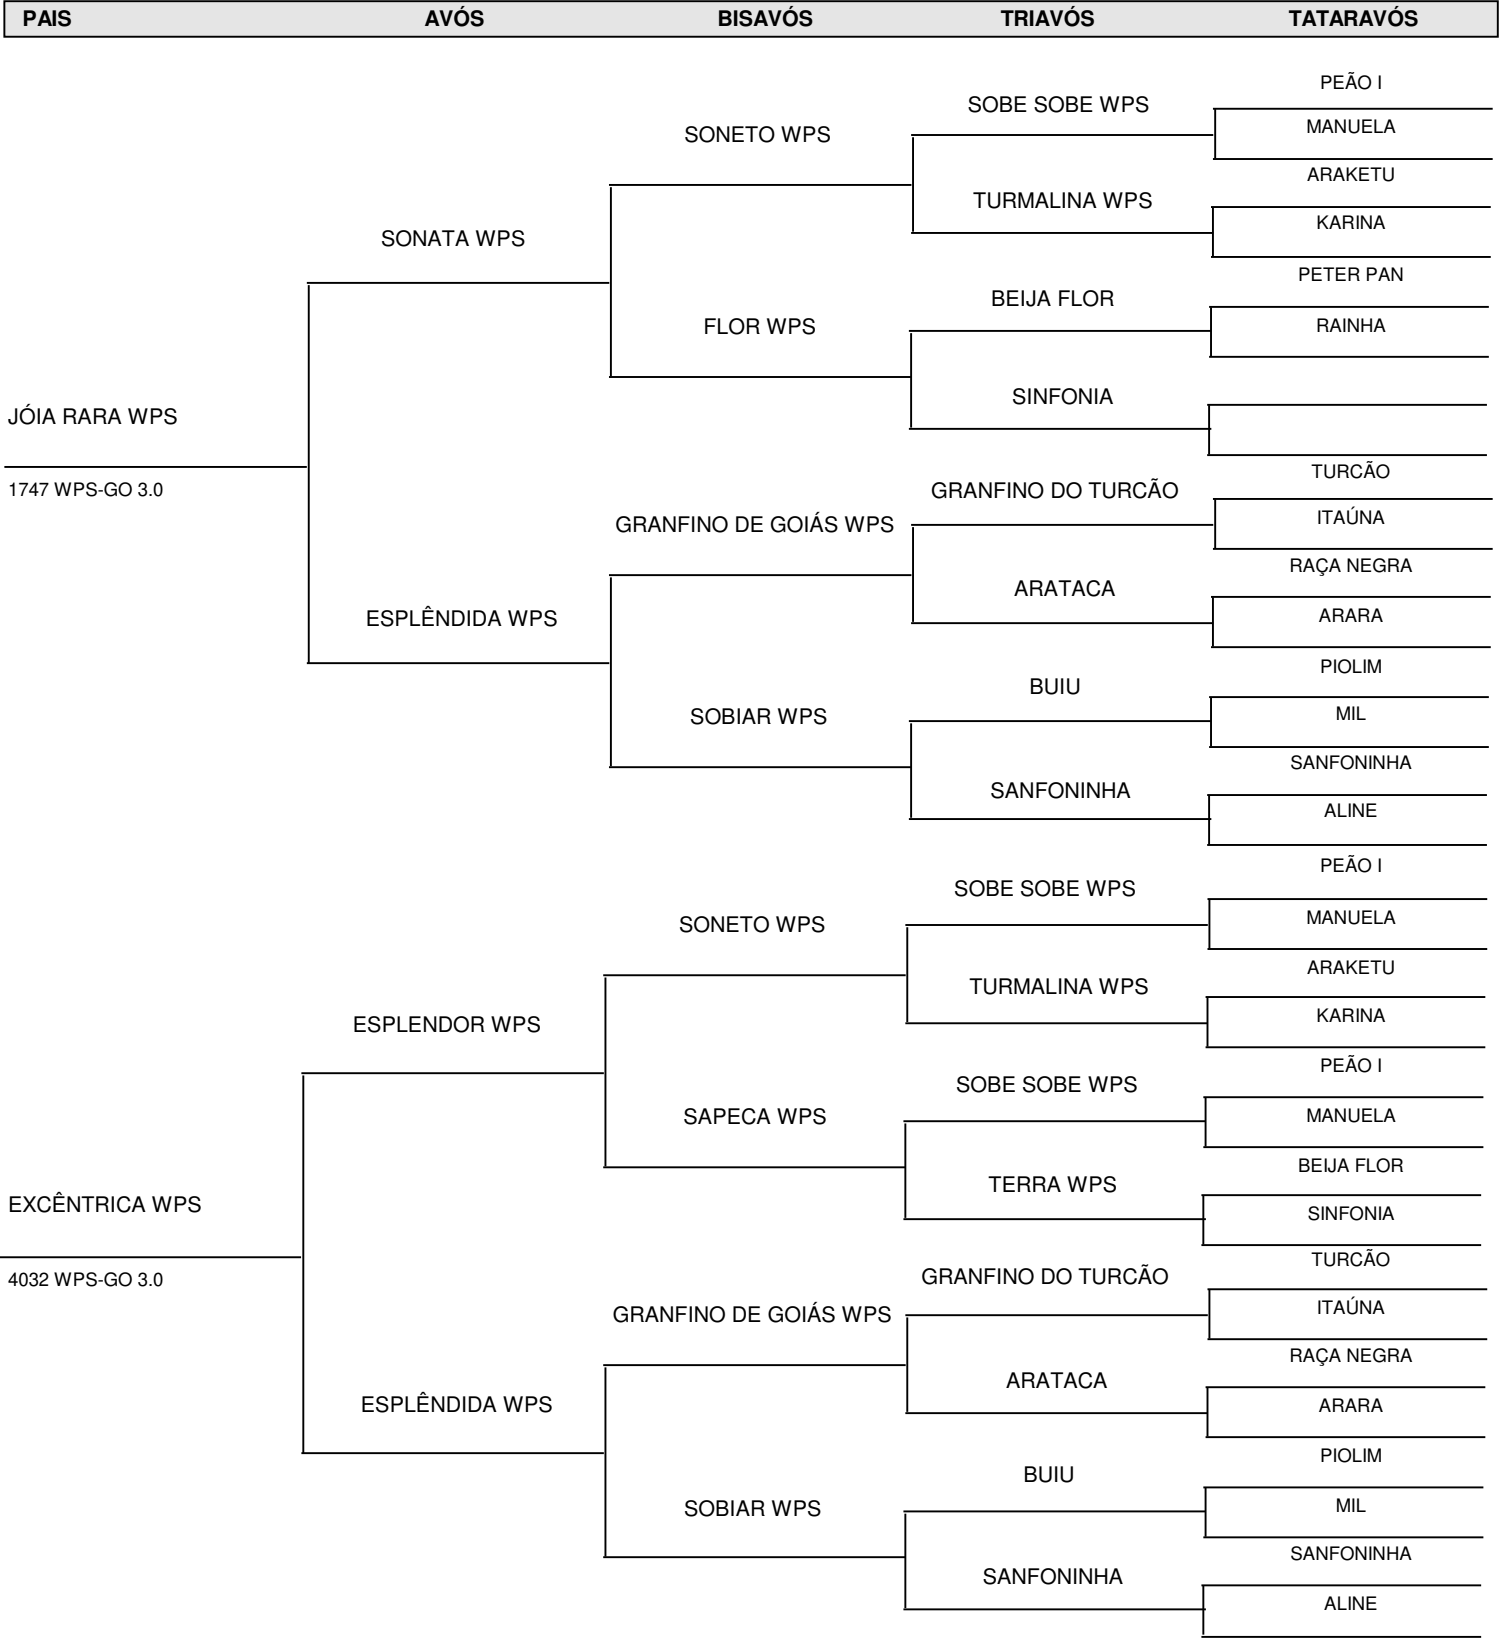 PAIS AVÓS BISAVÓS TRIAVÓS TATARAVÓS
PEÃO I
SOBE SOBE WPS
MANUELA
SONETO WPS
ARAKETU
TURMALINA WPS
KARINA
SONATA WPS
PETER PAN
BEIJA FLOR
RAINHA
FLOR WPS
SINFONIA
JÓIA RARA WPS
TURCÃO
1747 WPS-GO 3.0
GRANFINO DO TURCÃO
ITAÚNA
GRANFINO DE GOIÁS WPS
RAÇA NEGRA
ARATACA
ARARA
ESPLÊNDIDA WPS
PIOLIM
BUIU
MIL
SOBIAR WPS
SANFONINHA
SANFONINHA
ALINE
PEÃO I
SOBE SOBE WPS
MANUELA
SONETO WPS
ARAKETU
TURMALINA WPS
KARINA
ESPLENDOR WPS
PEÃO I
SOBE SOBE WPS
MANUELA
SAPECA WPS
BEIJA FLOR
TERRA WPS
EXCÊNTRICA WPS
SINFONIA
TURCÃO
4032 WPS-GO 3.0
GRANFINO DO TURCÃO
ITAÚNA
GRANFINO DE GOIÁS WPS
RAÇA NEGRA
ARATACA
ARARA
ESPLÊNDIDA WPS
PIOLIM
BUIU
MIL
SOBIAR WPS
SANFONINHA
SANFONINHA
ALINE